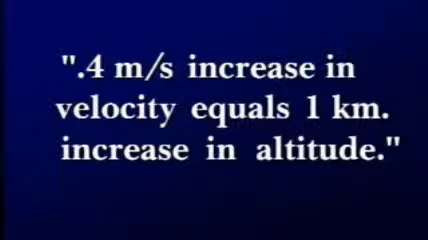 ".4 m/s increase in
velocity equals 1 km.
increase in altitude."